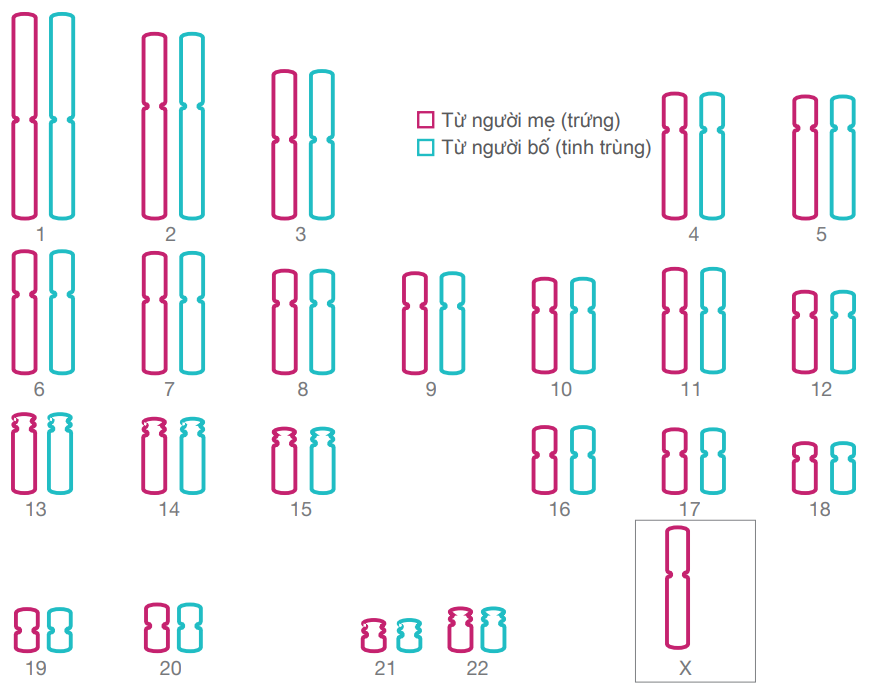 Từ người mẹ (trứng)
Từ người bố (tinh trùng)
1 2 3 4 5
6 7 8 9 10 11 12
13 14 15 16 17 18
19 20 21 22 X